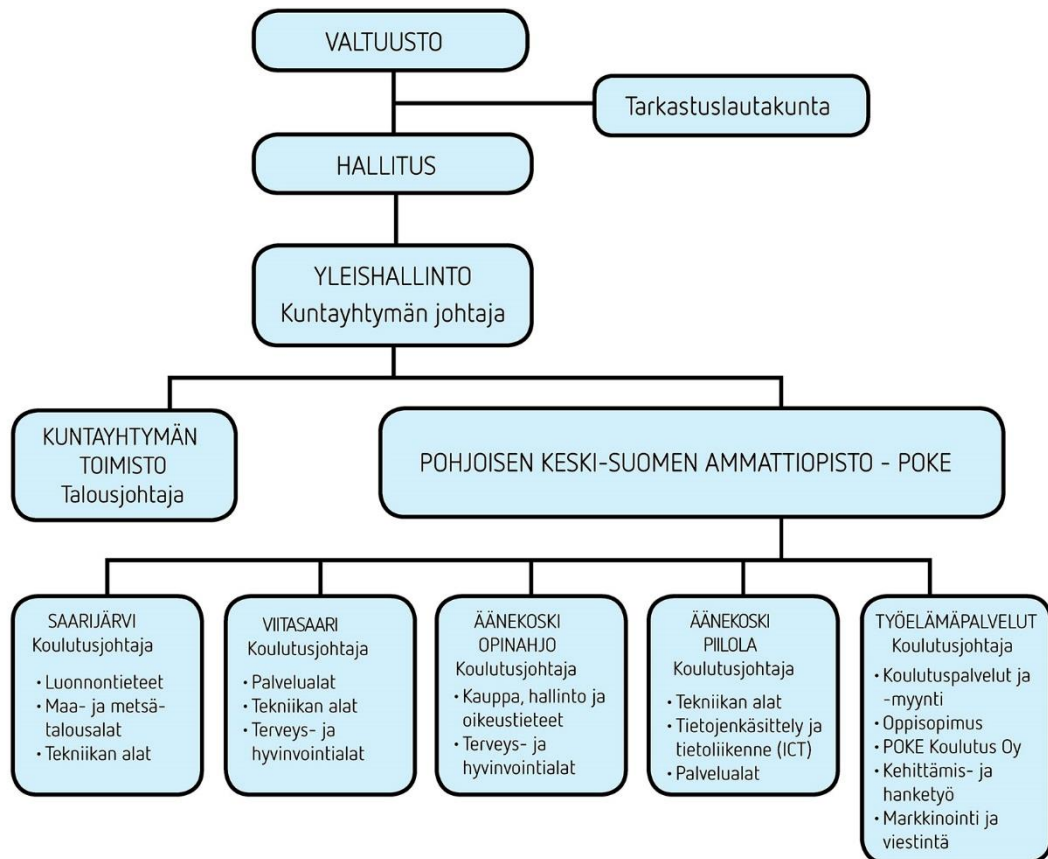 VALTUUSTO
Tarkastuslautakunta
HALLITUS
YLEISHALLINTO
Kuntayhtymän johtaja
KUNTAYHTYMÄN
TOIMISTO
Talousjohtaja
POHJOISEN KESKI-SUOMEN AMMATTIOPISTO - POKE
SAARIJÄRVI
Koulutusjohtaja
• Luonnontieteet
• Maa- ja metsä-
talousalat
• Tekniikan alat
VIITASAARI
Koulutusjohtaja
• Palvelualat
• Tekniikan alat
• Terveys- ja
hyvinvointialat
ÄÄNEKOSKI
OPINAHJO
Koulutusjohtaja
• Kauppa, hallinto ja
oikeustieteet
• Terveys- ja
hyvinvointialat
ÄÄNEKOSKI
PIILOLA
Koulutusjohtaja
• Tekniikan alat
• Tietojenkäsittely ja
tietoliikenne (ICT)
• Palvelualat
TYÖELÄMÄPALVELUT
Koulutusjohtaja
• Koulutuspalvelut ja
-myynti
• Oppisopimus
• POKE Koulutus Oy
• Kehittämis- ja
hanketyö
• Markkinointi ja
viestintä